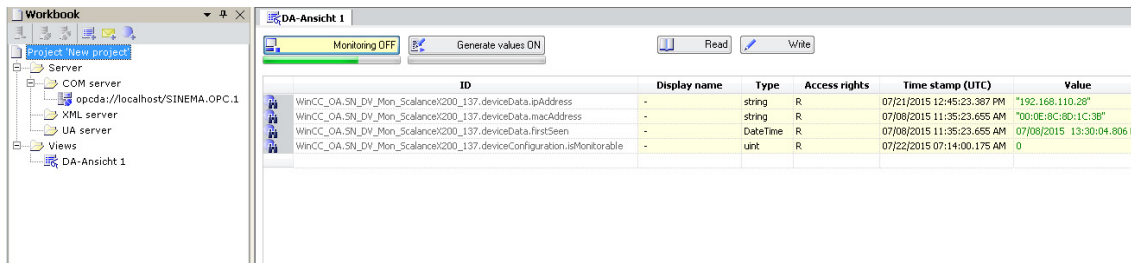 Workbook
Project 'New project'
Server
COM server
opcda://localhost/SINEMA.OPC.1
XML server
UA server
Views
DA-Ansicht 1
DA-Ansicht 1
Monitoring OFF Generate values ON Read Write
ID Display name Type Access rights Time stamp (UTC) Value
WinCC_OA.SN_DV_Mon_ScalanceX200_137.deviceData.ipAddress - string R 07/21/2015 12:45:23.387 PM "192.168.110.28"
WinCC_OA.SN_DV_Mon_ScalanceX200_137.deviceData.macAddress - string R 07/08/2015 11:35:23.655 AM "00:0E:8C:8D:1C:3B"
WinCC_OA.SN_DV_Mon_ScalanceX200_137.deviceData.firstSeen - DateTime R 07/08/2015 11:35:23.655 AM 07/08/2015 13:30:04.806
WinCC_OA.SN_DV_Mon_ScalanceX200_137.deviceConfiguration.isMonitorable - uint R 07/22/2015 07:14:00.175 AM 0